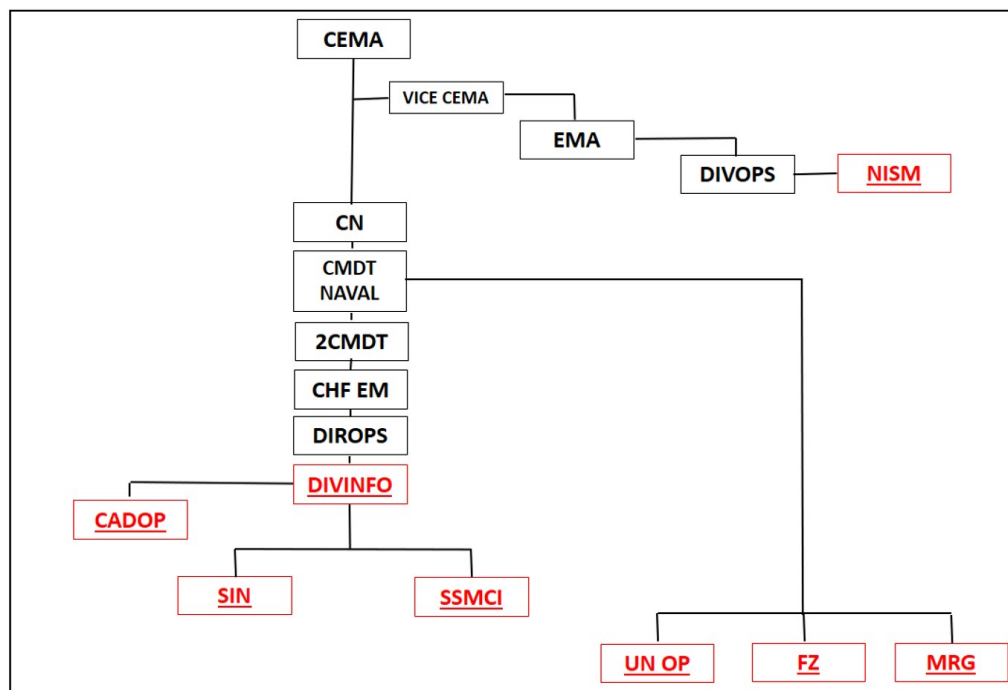 CEMA
VICE CEMA
EMA
DIVOPS
NISM
CN
CMDT
NAVAL
2CMDT
CHF EM
DIROPS
DIVINFO
CADOP
SIN
SSMCI
UN OP
FZ
MRG